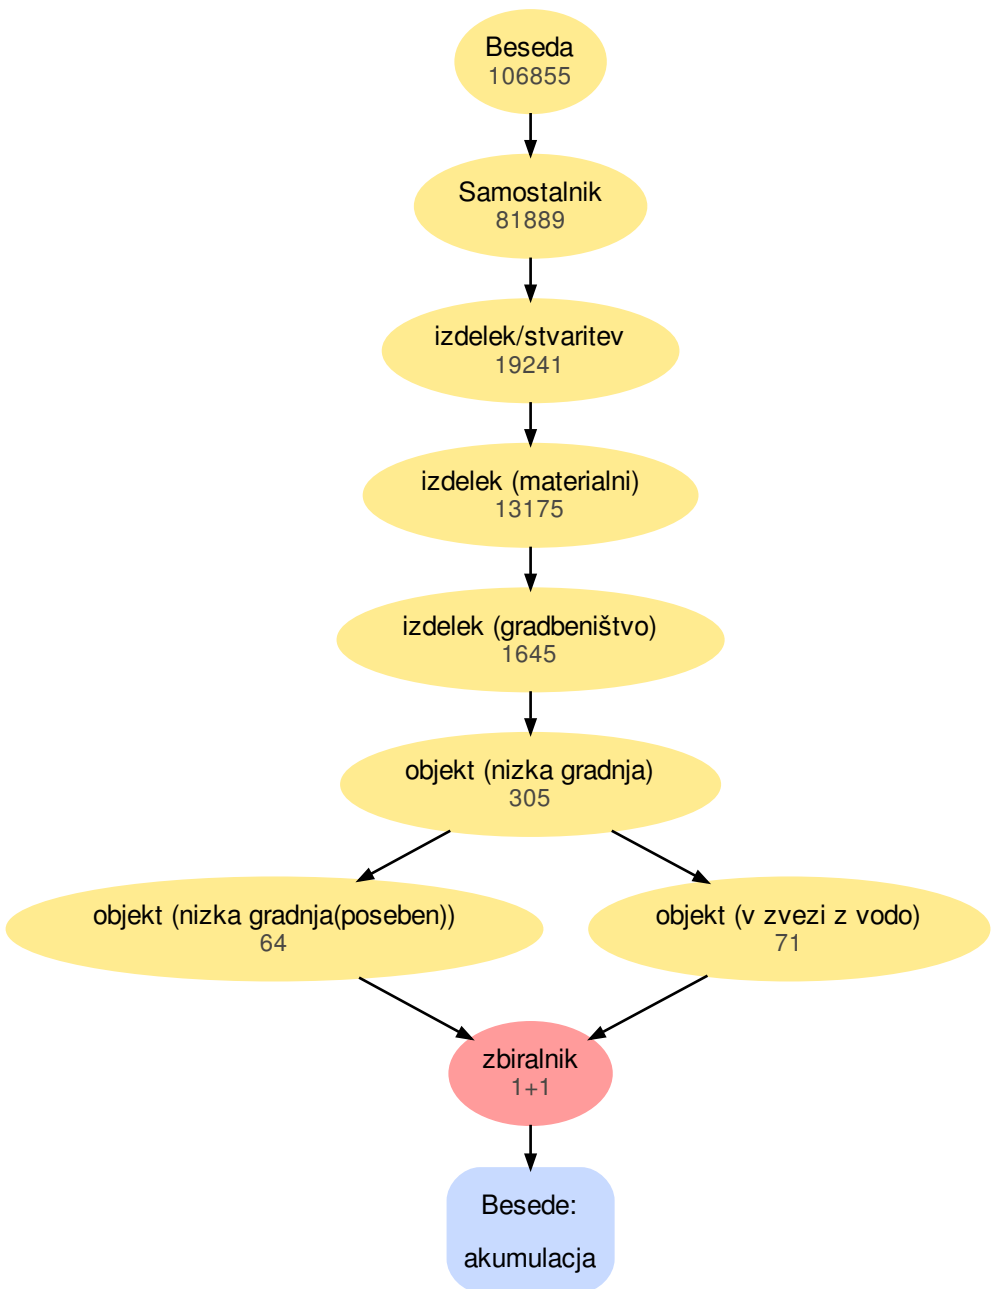 Beseda
106855
Samostalnik
81889
izdelek/stvaritev
19241
izdelek (materialni)
13175
izdelek (gradbeništvo)
1645
objekt (nizka gradnja)
305
objekt (nizka gradnja(poseben))
64
objekt (v zvezi z vodo)
71
zbiralnik
1+1
Besede:
akumulacja